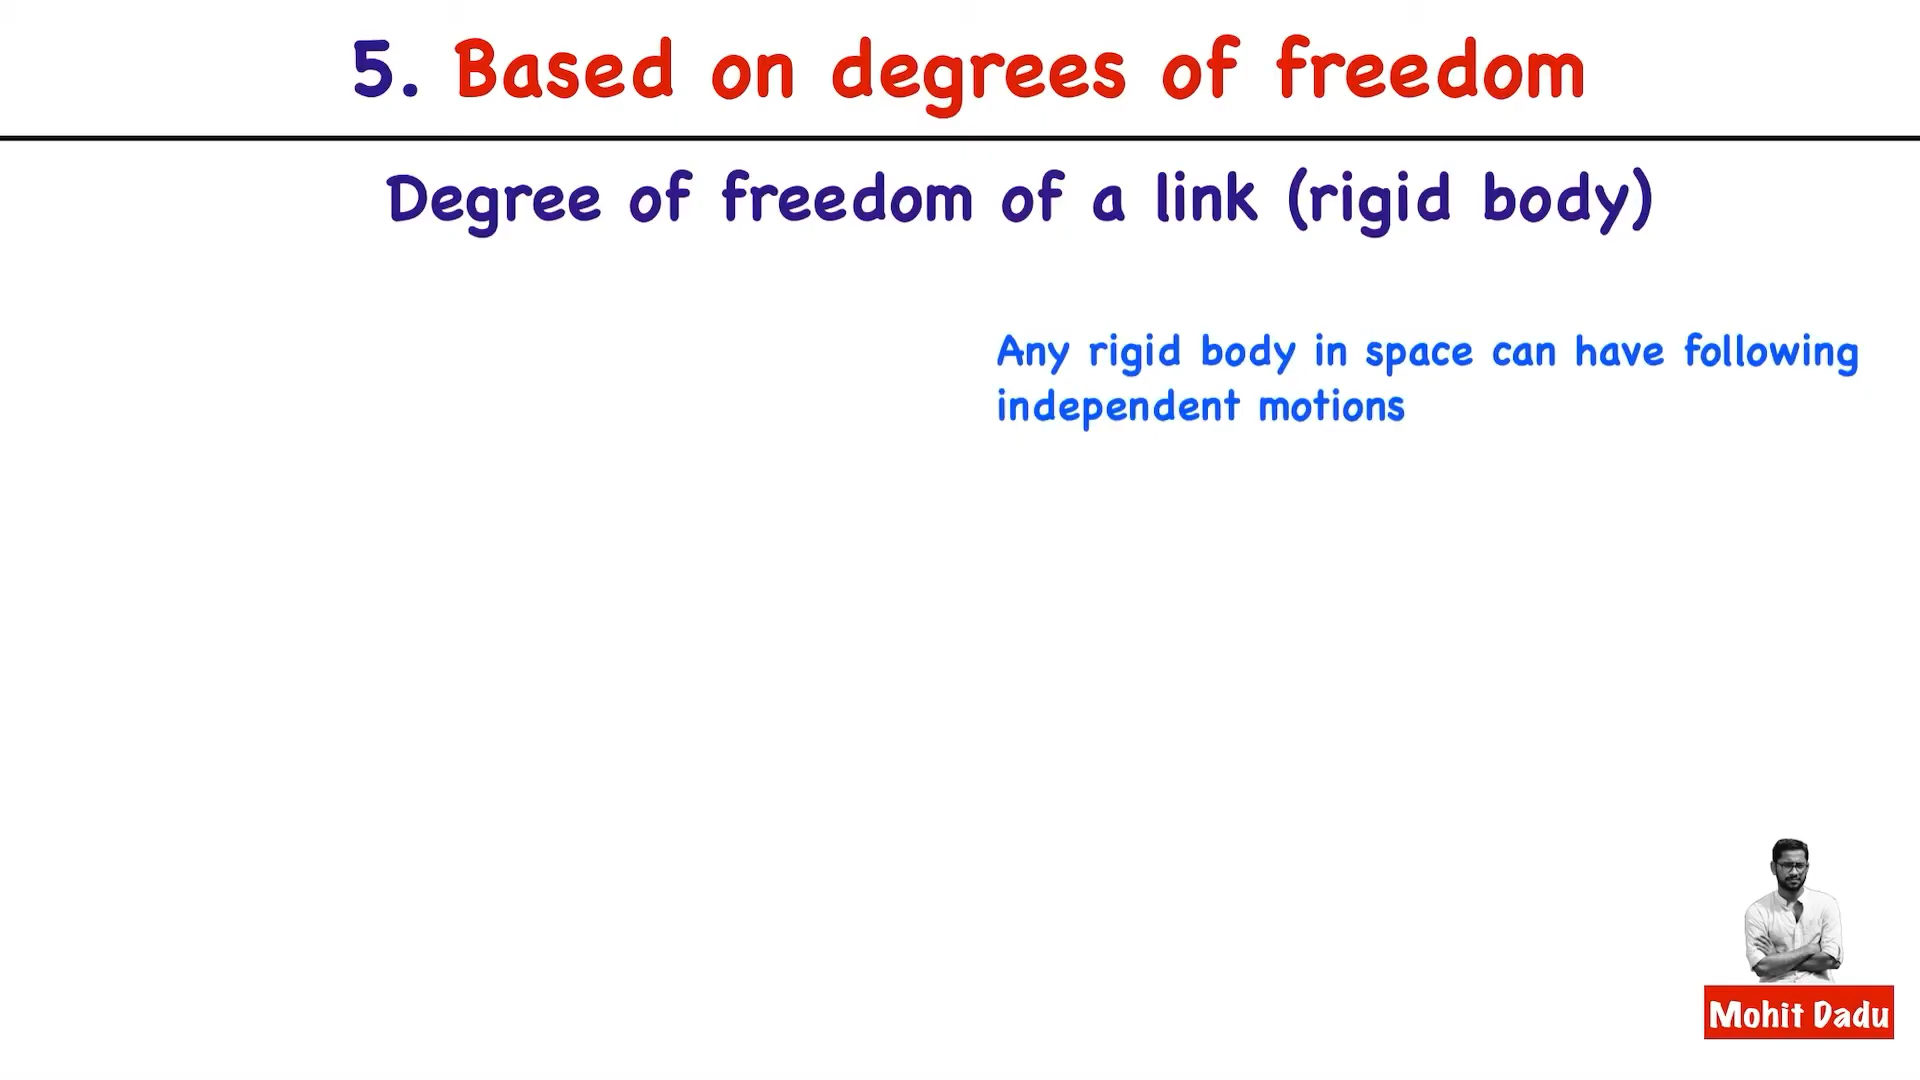 5. Based on degrees of freedom
Degree of freedom of a link (rigid body)
Any rigid body in space can have following
independent motions
Mohit Dadu